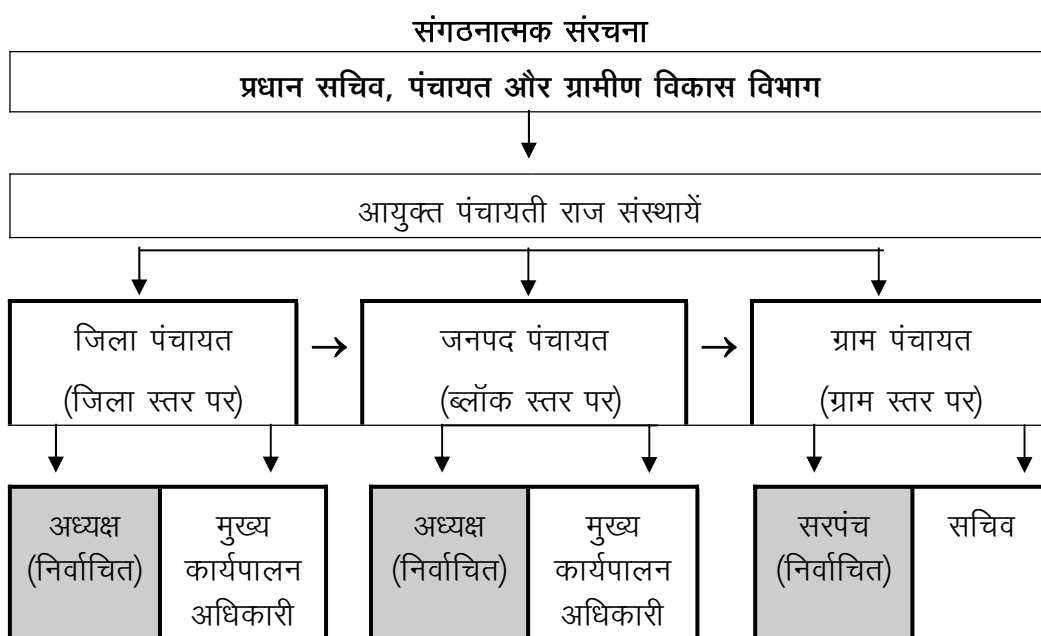 संगठनात्मक संरचना
प्रधान सचिव, पंचायत और ग्रामीण विकास विभाग
आयुक्त पंचायती राज संस्थायें
जिला पंचायत
(जिला स्तर पर)
जनपद पंचायत
(ब्लॉक स्तर पर)
ग्राम पंचायत
(ग्राम स्तर पर)
अध्यक्ष
(निर्वाचित)
मुख्य
कार्यपालन
अधिकारी
अध्यक्ष
(निर्वाचित)
मुख्य
कार्यपालन
अधिकारी
सरपंच
(निर्वाचित)
सचिव